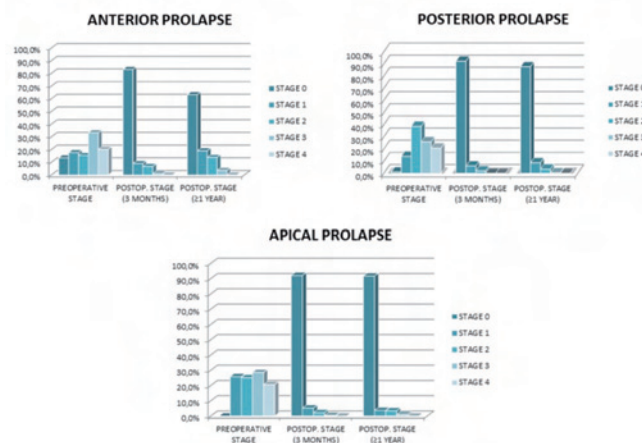 ANTERIOR PROLAPSE
100,0%
90,0%
80,0%
70,0%
60,0%
50,0%
40,0%
30,0%
20,0%
10,0%
0,0%
PREOPERATIVE STAGE
POSTOP. STAGE (3 MONTHS)
POSTOP. STAGE (≥1 YEAR)
STAGE 0
STAGE 1
STAGE 2
STAGE 3
STAGE 4
POSTERIOR PROLAPSE
100,0%
90,0%
80,0%
70,0%
60,0%
50,0%
40,0%
30,0%
20,0%
10,0%
0,0%
PREOPERATIVE STAGE
POSTOP. STAGE (3 MONTHS)
POSTOP. STAGE (≥1 YEAR)
STAGE
STAGE
STAGE
STAGE
STAGE
APICAL PROLAPSE
100,0%
90,0%
80,0%
70,0%
60,0%
50,0%
40,0%
30,0%
20,0%
10,0%
0,0%
PREOPERATIVE STAGE
POSTOP. STAGE (3 MONTHS)
POSTOP. STAGE (≥1 YEAR)
STAGE 0
STAGE 1
STAGE 2
STAGE 3
STAGE 4